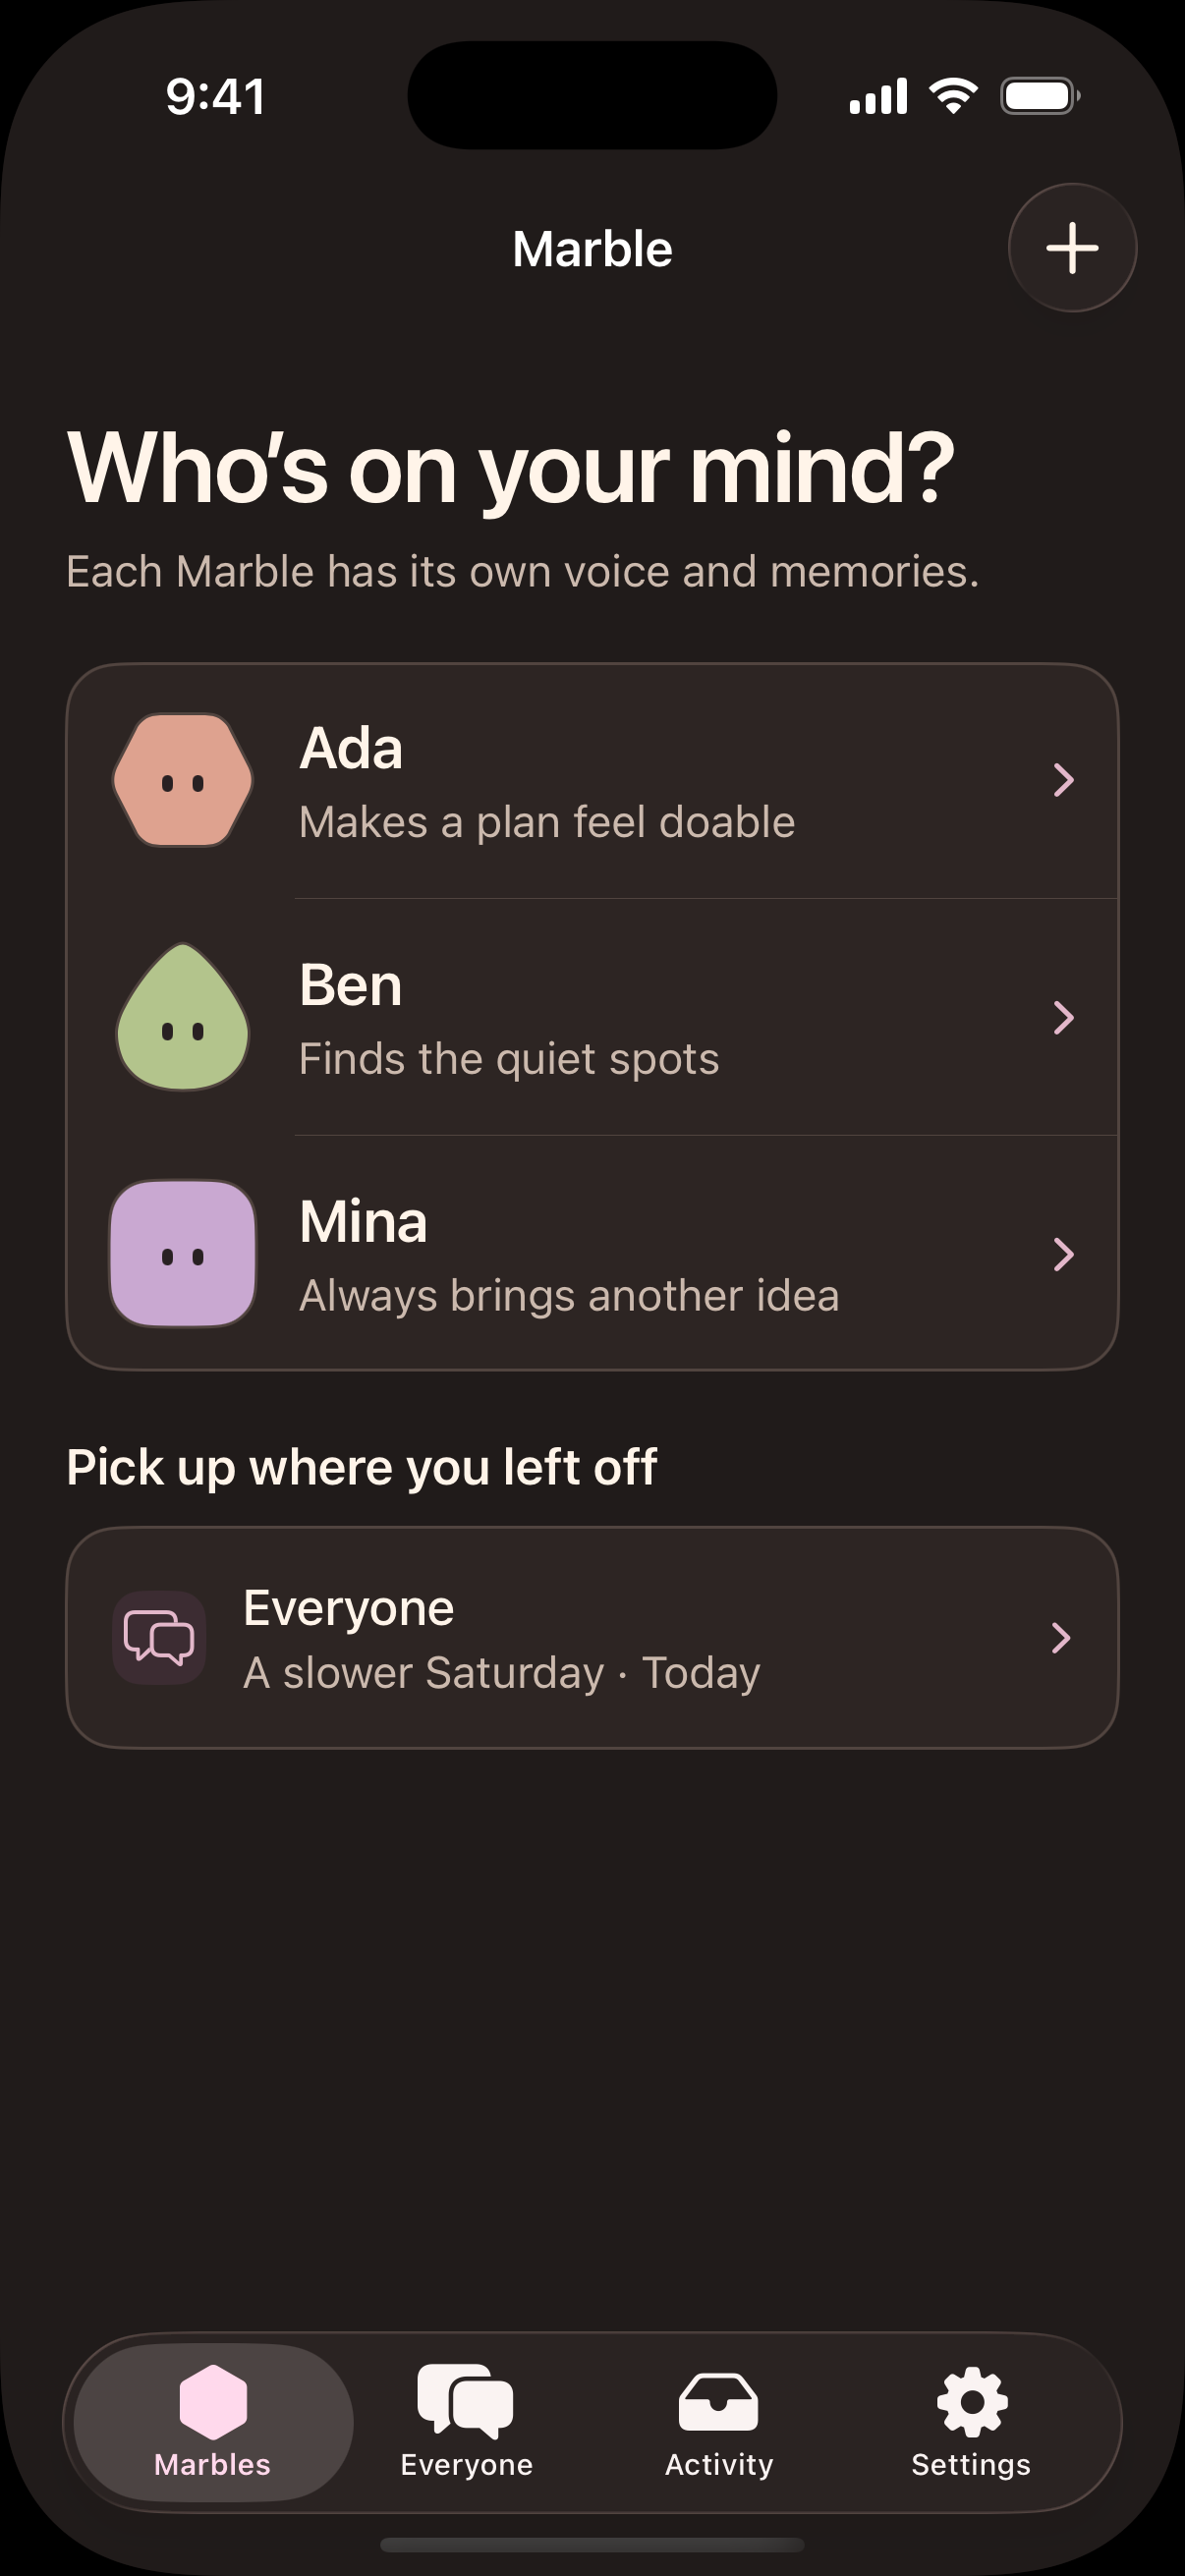 9:41
Marble
Who’s on your mind?
Each Marble has its own voice and memories.
Ada
Makes a plan feel doable
Ben
Finds the quiet spots
Mina
Always brings another idea
Pick up where you left off
Everyone
A slower Saturday · Today
Marbles
Everyone
Activity
Settings